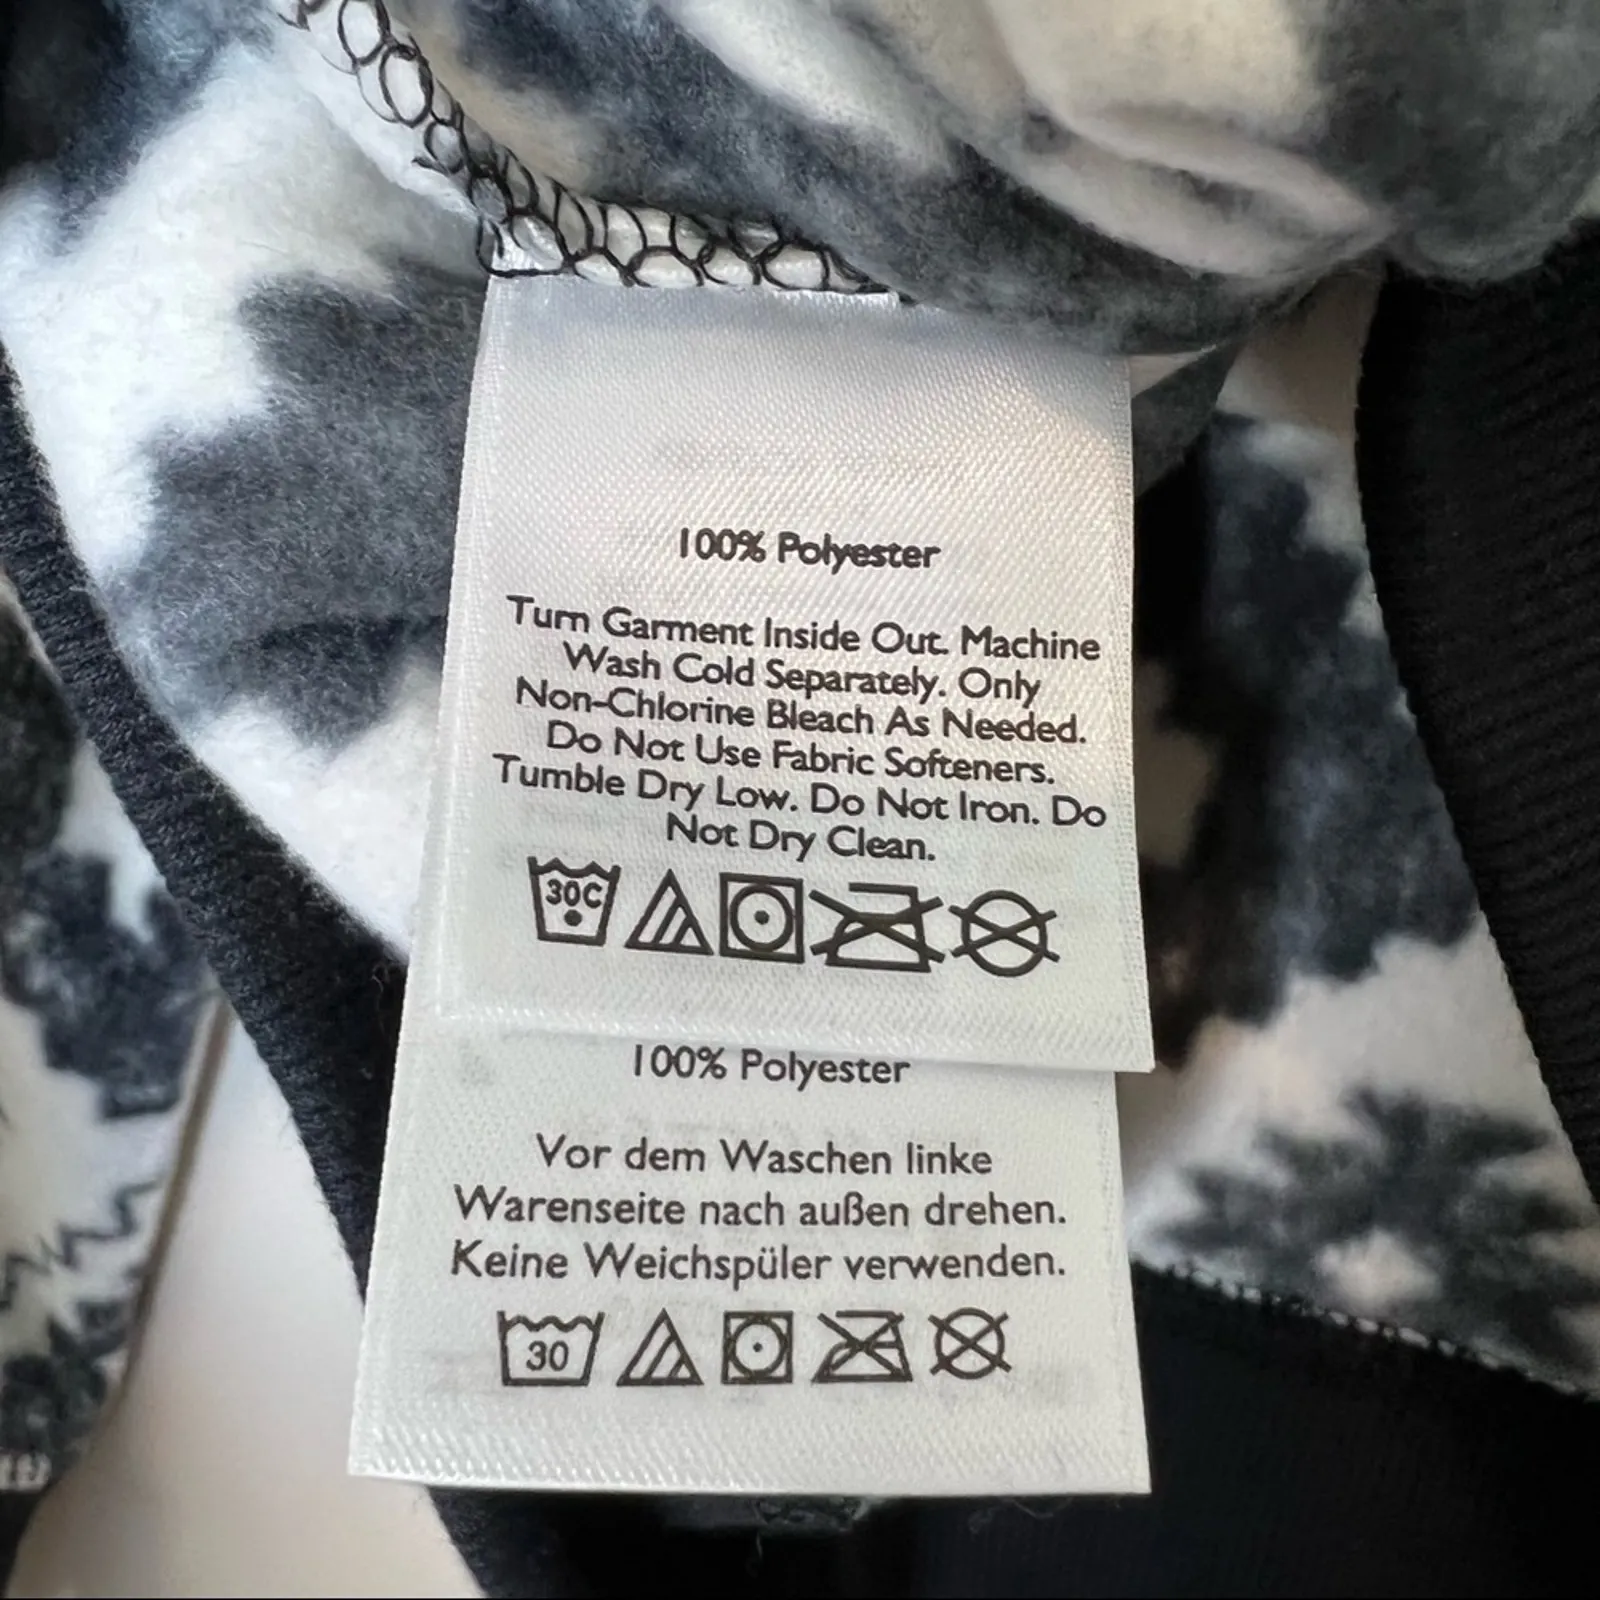 100% Polyester
Turn Garment Inside Out. Machine
Wash Cold Separately. Only
Non-Chlorine Bleach As Needed.
Do Not Use Fabric Softeners.
Tumble Dry Low. Do Not Iron. Do
Not Dry Clean.
30C
100% Polyester
Vor dem Waschen linke
Warenseite nach außen drehen.
Keine Weichspüler verwenden.
30